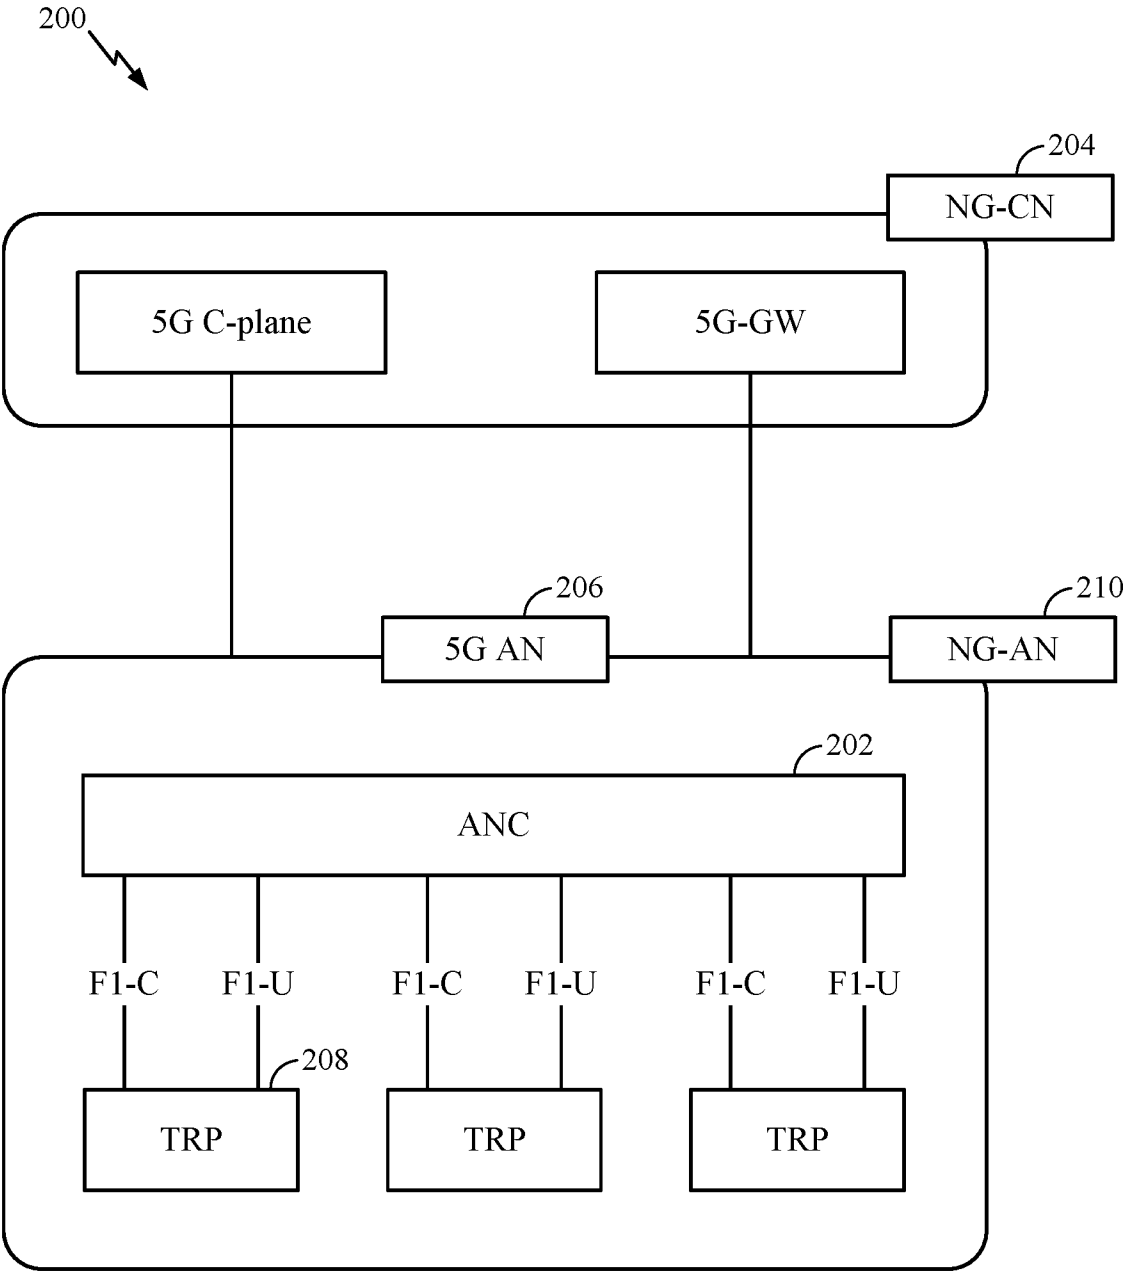 200
204
NG-CN
5G C-plane
5G-GW
206
210
5G AN
NG-AN
202
ANC
F1-C
F1-U
F1-C
F1-U
F1-C
F1-U
208
TRP
TRP
TRP